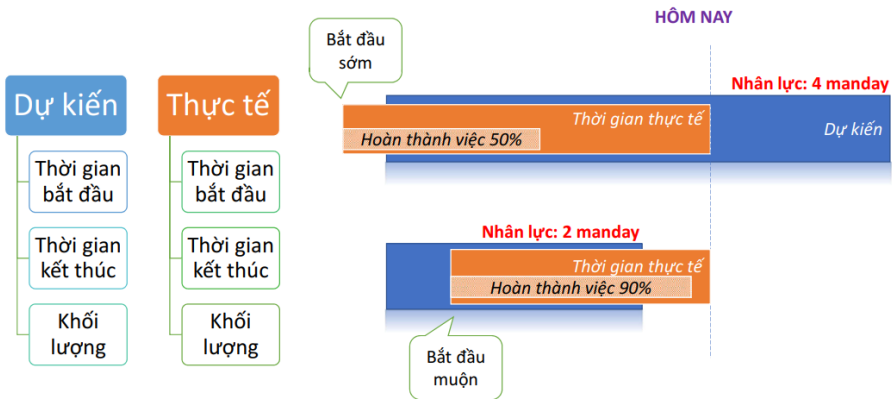 HÔM NAY
Bắt đầu
sớm
Dự kiến
Thực tế
Nhân lực: 4 manday
Thời gian thực tế
Dự kiến
Hoàn thành việc 50%
Thời gian
bắt đầu
Thời gian
bắt đầu
Thời gian
kết thúc
Thời gian
kết thúc
Khối
lượng
Khối
lượng
Nhân lực: 2 manday
Thời gian thực tế
Hoàn thành việc 90%
Bắt đầu
muộn